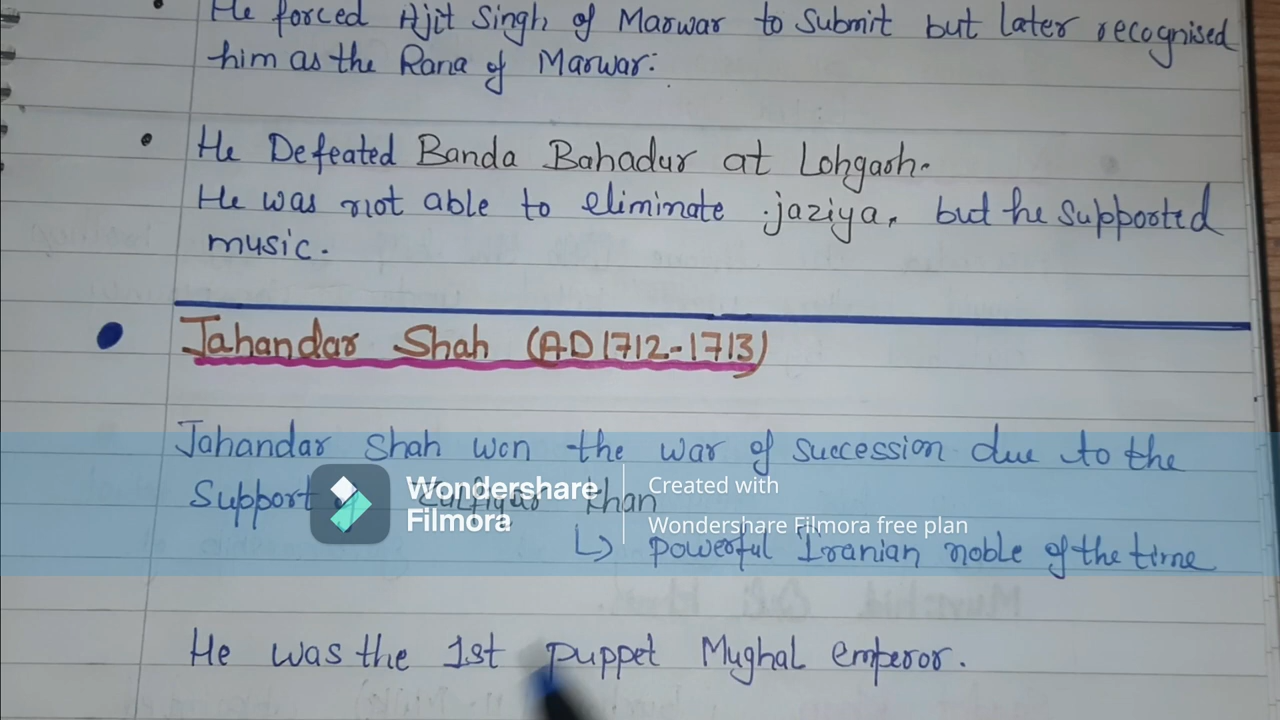 He forced Ajit Singh of Marwar to submit but later recognised
him as the Rana of Marwar.
He Defeated Banda Bahadur at Lohgarh.
He was not able to eliminate jaziya, but he supported
music.
Jahandar Shah (AD 1712-1713)
Jahandar Shah won the war of succession due to the
Support of Zulfiqar Khan
Wondershare
Filmora
Created with
Wondershare Filmora free plan
↳ powerful Iranian noble of the time
He was the 1st puppet Mughal emperor.